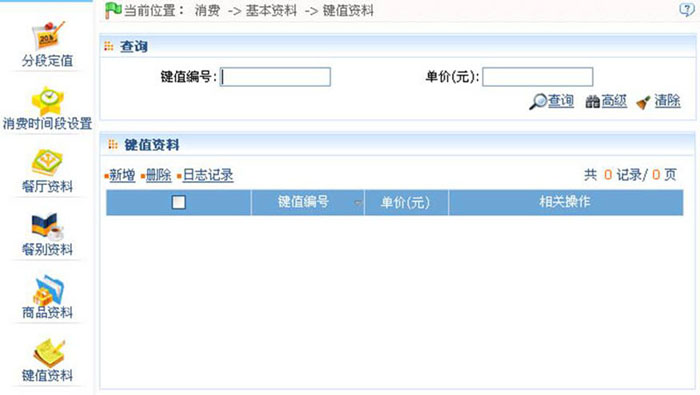 当前位置： 消费 -> 基本资料 -> 键值资料
分段定值
消费时间段设置
餐厅资料
餐别资料
商品资料
键值资料
查询
键值编号: 单价(元):
查询 高级 清除
键值资料
新增 删除 日志记录 共 0 记录/ 0 页
键值编号 单价(元) 相关操作